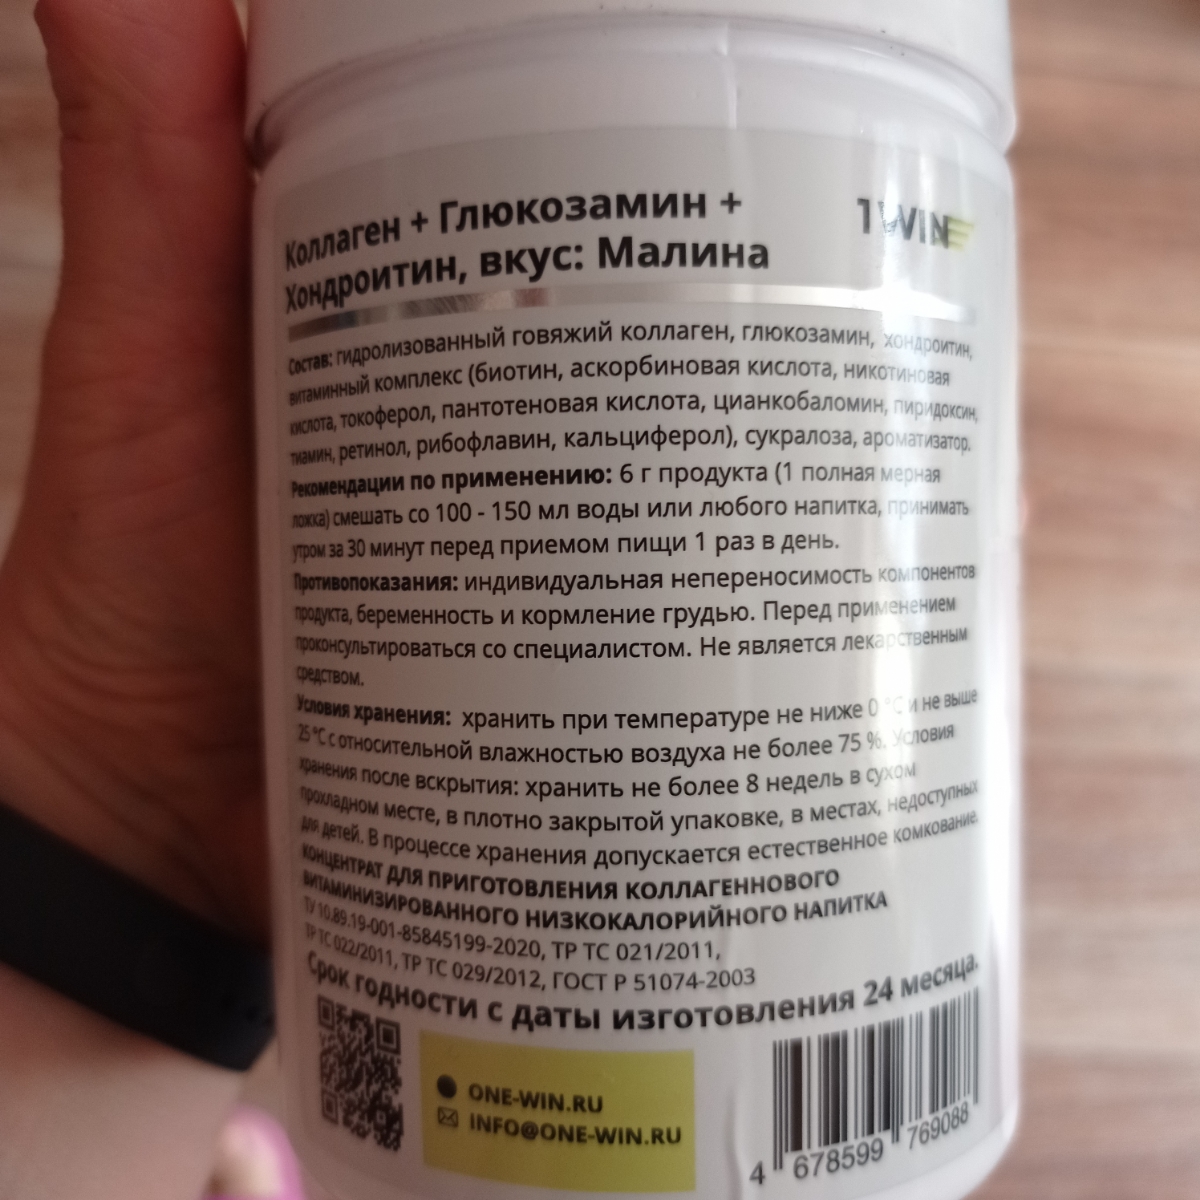 Коллаген + Глюкозамин +
Хондроитин, вкус: Малина
1WIN
Состав: гидролизованный говяжий коллаген, глюкозамин, хондроитин,
витаминный комплекс (биотин, аскорбиновая кислота, никотиновая
кислота, токоферол, пантотеновая кислота, цианкобаломин, пиридоксин,
тиамин, ретинол, рибофлавин, кальциферол), сукралоза, ароматизатор.
Рекомендации по применению: 6 г продукта (1 полная мерная
ложка) смешать со 100 - 150 мл воды или любого напитка, принимать
утром за 30 минут перед приемом пищи 1 раз в день.
Противопоказания: индивидуальная непереносимость компонентов
продукта, беременность и кормление грудью. Перед применением
проконсультироваться со специалистом. Не является лекарственным
средством.
Условия хранения: хранить при температуре не ниже 0 °C и не выше
25 °C с относительной влажностью воздуха не более 75 %. Условия
хранения после вскрытия: хранить не более 8 недель в сухом
прохладном месте, в плотно закрытой упаковке, в местах, недоступных
для детей. В процессе хранения допускается естественное комкование.
КОНЦЕНТРАТ ДЛЯ ПРИГОТОВЛЕНИЯ КОЛЛАГЕННОВОГО
ВИТАМИНИЗИРОВАННОГО НИЗКОКАЛОРИЙНОГО НАПИТКА
ТУ 10.89.19-001-85845199-2020, ТР ТС 021/2011,
ТР ТС 022/2011, ТР ТС 029/2012, ГОСТ Р 51074-2003
Срок годности с даты изготовления 24 месяца.
ONE-WIN.RU
INFO@ONE-WIN.RU
4 678599 769088